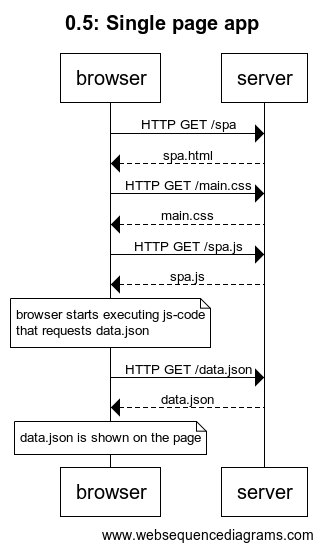 0.5: Single page app
browser
server
HTTP GET /spa
spa.html
HTTP GET /main.css
main.css
HTTP GET /spa.js
spa.js
browser starts executing js-code
that requests data.json
HTTP GET /data.json
data.json
data.json is shown on the page
browser
server
www.websequencediagrams.com